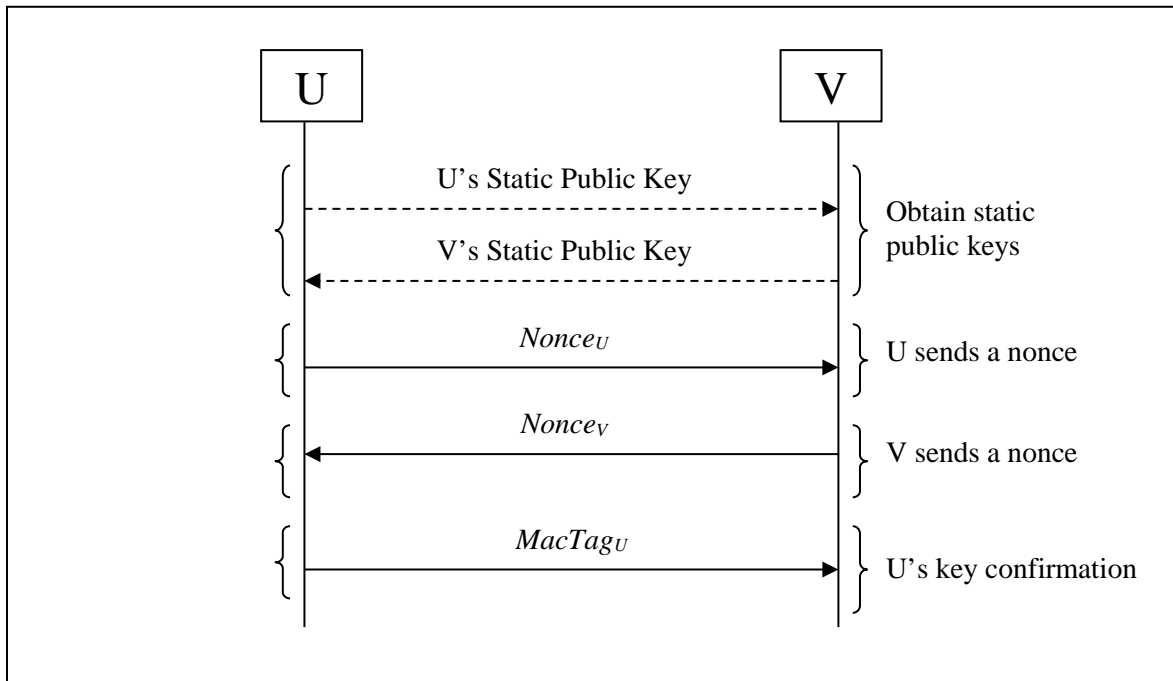 U
V
U’s Static Public Key
V’s Static Public Key
Obtain static
public keys
NonceU
U sends a nonce
NonceV
V sends a nonce
MacTagU
U’s key confirmation